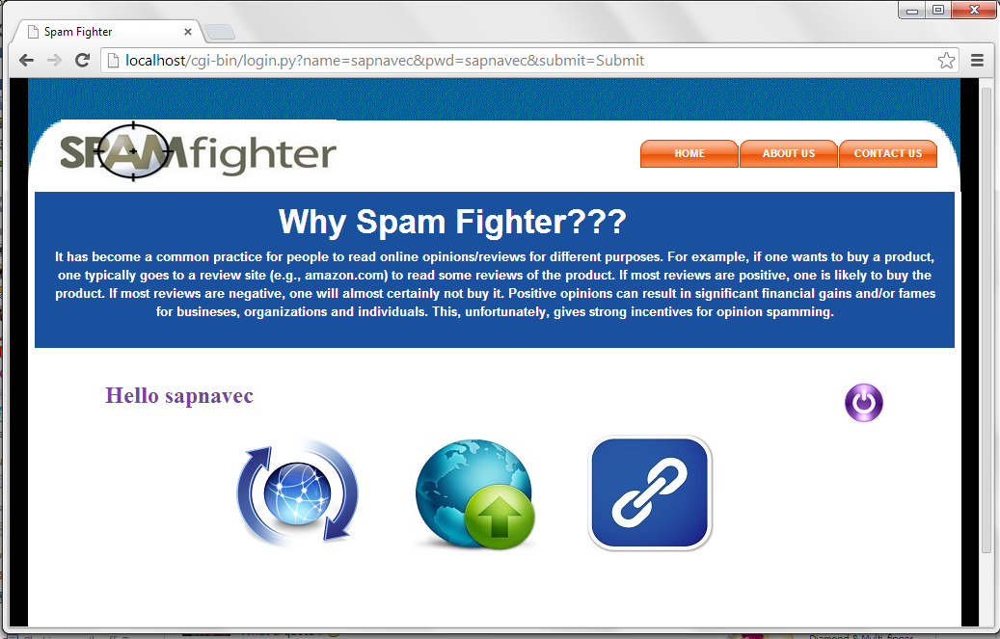 Spam Fighter
localhost/cgi-bin/login.py?name=sapnavec&pwd=sapnavec&submit=Submit
SPAMfighter
HOME
ABOUT US
CONTACT US
Why Spam Fighter???
It has become a common practice for people to read online opinions/reviews for different purposes. For example, if one wants to buy a product,
one typically goes to a review site (e.g., amazon.com) to read some reviews of the product. If most reviews are positive, one is likely to buy the
product. If most reviews are negative, one will almost certainly not buy it. Positive opinions can result in significant financial gains and/or fames
for busineses, organizations and individuals. This, unfortunately, gives strong incentives for opinion spamming.
Hello sapnavec